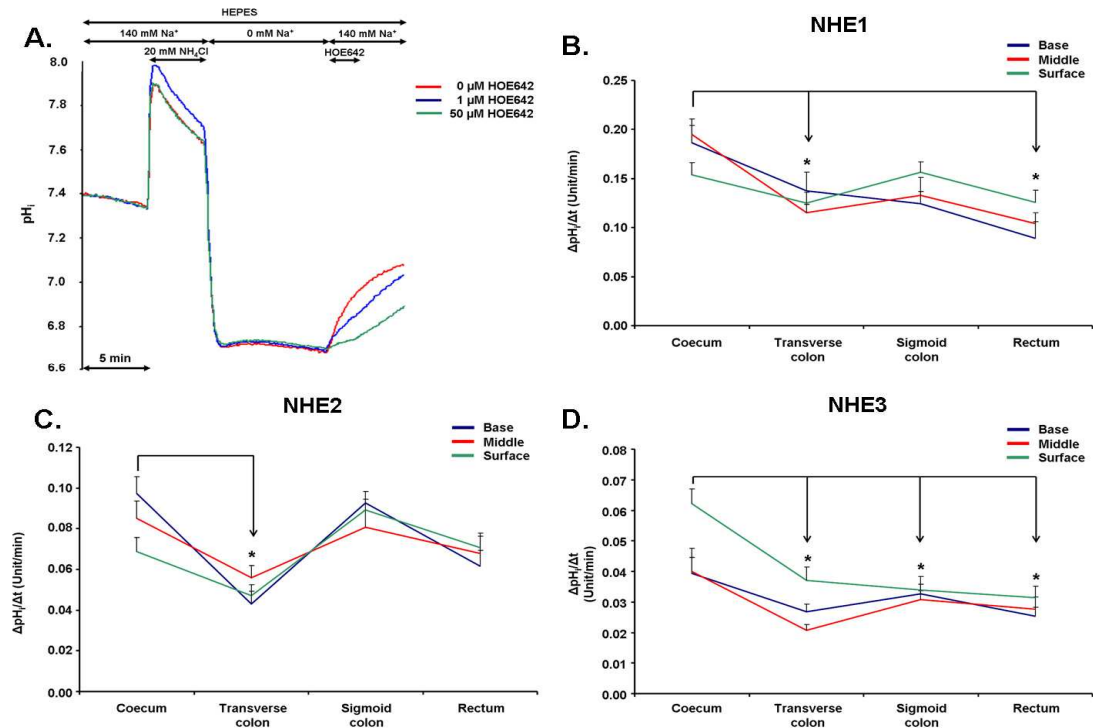 HEPES
A.
140 mM Na⁺ 0 mM Na⁺ 140 mM Na⁺
20 mM NH₄Cl HOE642
8.0
7.8
7.4
7.0
6.8
6.6
pHᵢ
0 µM HOE642
1 µM HOE642
50 µM HOE642
5 min
B.
NHE1
Base
Middle
Surface
0.25
0.20
0.15
0.10
0.05
0.00
ΔpHᵢ/Δt (Unit/min)
*
*
Coecum Transverse colon Sigmoid colon Rectum
C.
NHE2
Base
Middle
Surface
0.12
0.10
0.08
0.06
0.04
0.02
0.00
ΔpHᵢ/Δt (Unit/min)
*
Coecum Transverse colon Sigmoid colon Rectum
D.
NHE3
Base
Middle
Surface
0.08
0.07
0.06
0.05
0.04
0.03
0.02
0.01
0.00
ΔpHᵢ/Δt
(Unit/min)
* * *
Coecum Transverse colon Sigmoid colon Rectum